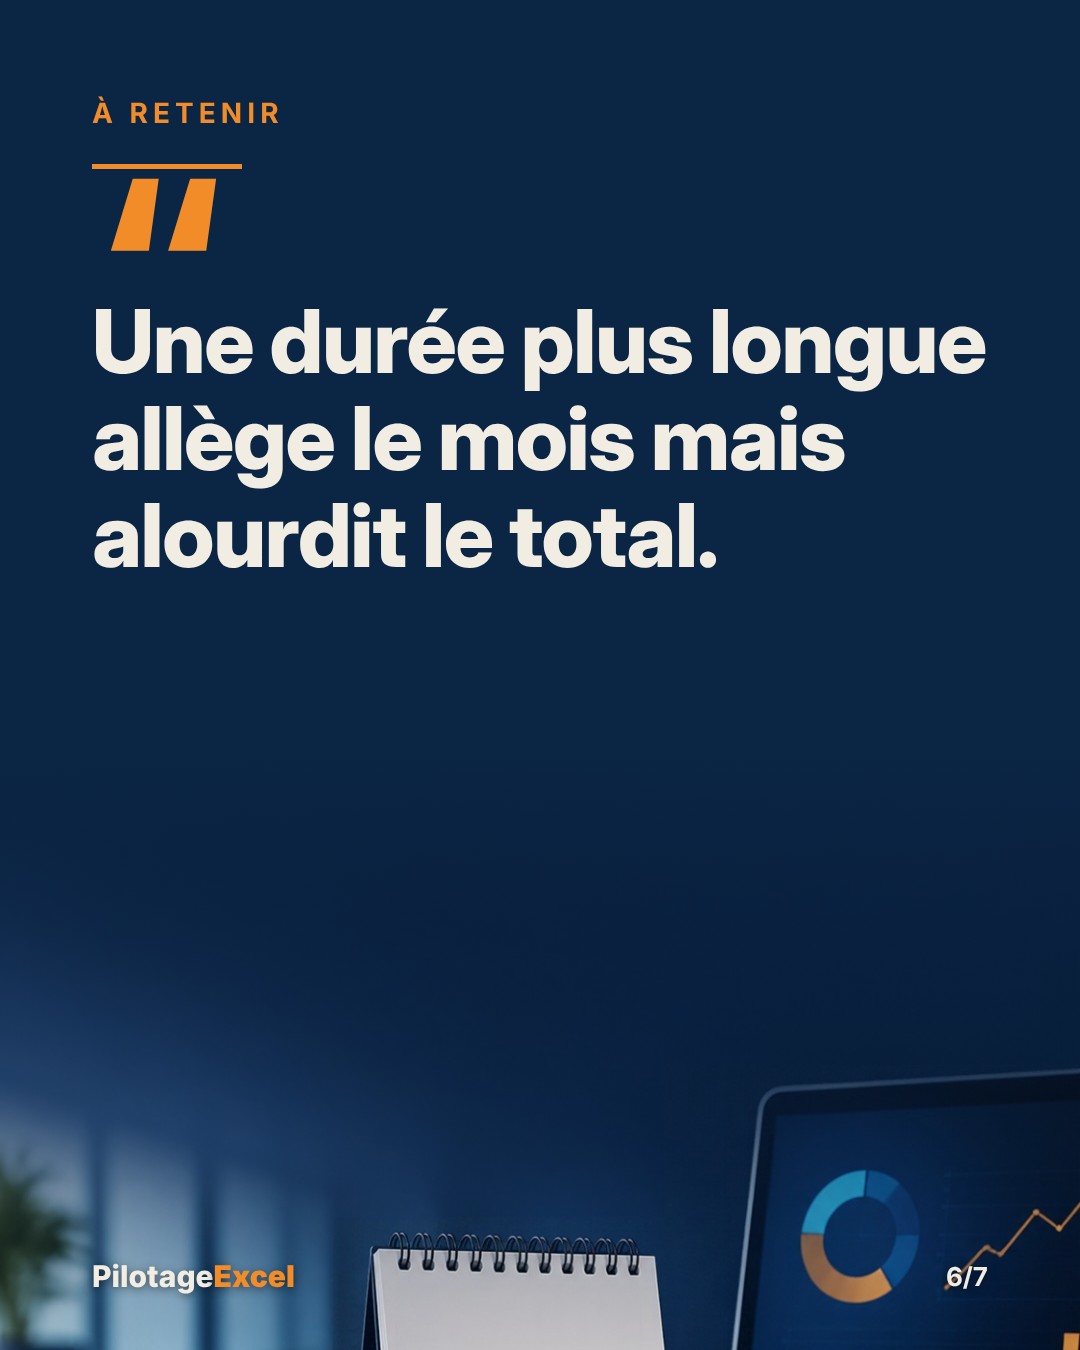 À RETENIR
"
Une durée plus longue
allège le mois mais
alourdit le total.
PilotageExcel
6/7